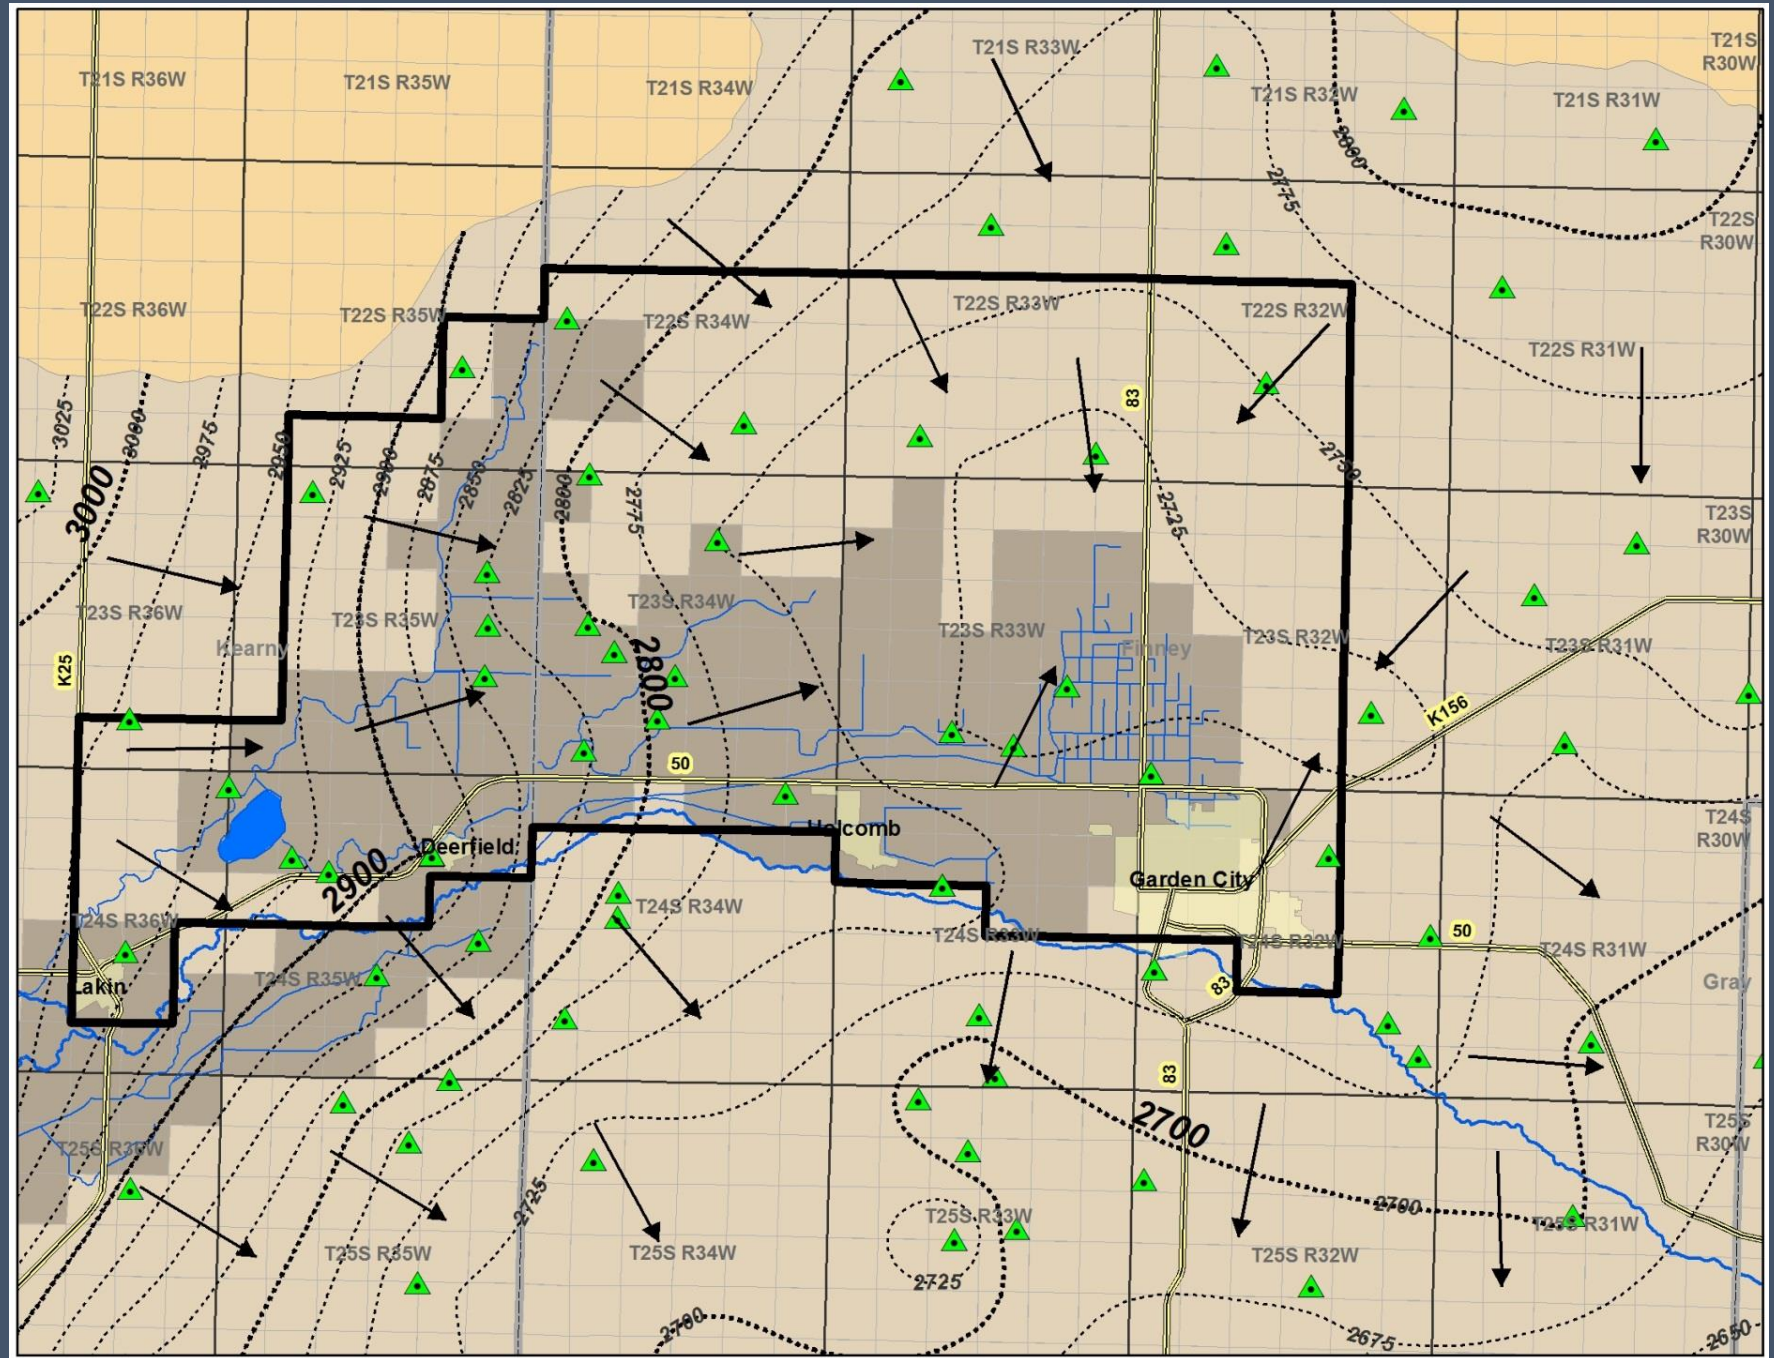 T21S R33W
T21S
R30W
T21S R36W
T21S R35W
T21S R34W
T21S R32W
T21S R31W
2800
2775
T22S
R30W
T22S R36W
T22S R35W
T22S R34W
T22S R33W
T22S R32W
T22S R31W
83
3025
3000
2975
2950
2925
2900
2875
2850
2825
2800
2775
2725
2750
3000
T23S
R30W
T23S R36W
T23S R35W
T23S R34W
T23S R33W
T23S R32W
T23S R31W
Kearny
Finney
K25
2800
K156
50
Holcomb
Deerfield
T24S
R30W
2900
Garden City
T24S R36W
T24S R34W
T24S R33W
T24S R32W
50
T24S R31W
Lakin
T24S R35W
83
Gray
83
2700
T25S
R30W
T25S R36W
2725
2700
T25S R33W
T25S R31W
T25S R35W
T25S R34W
T25S R32W
2725
2700
2675
2650